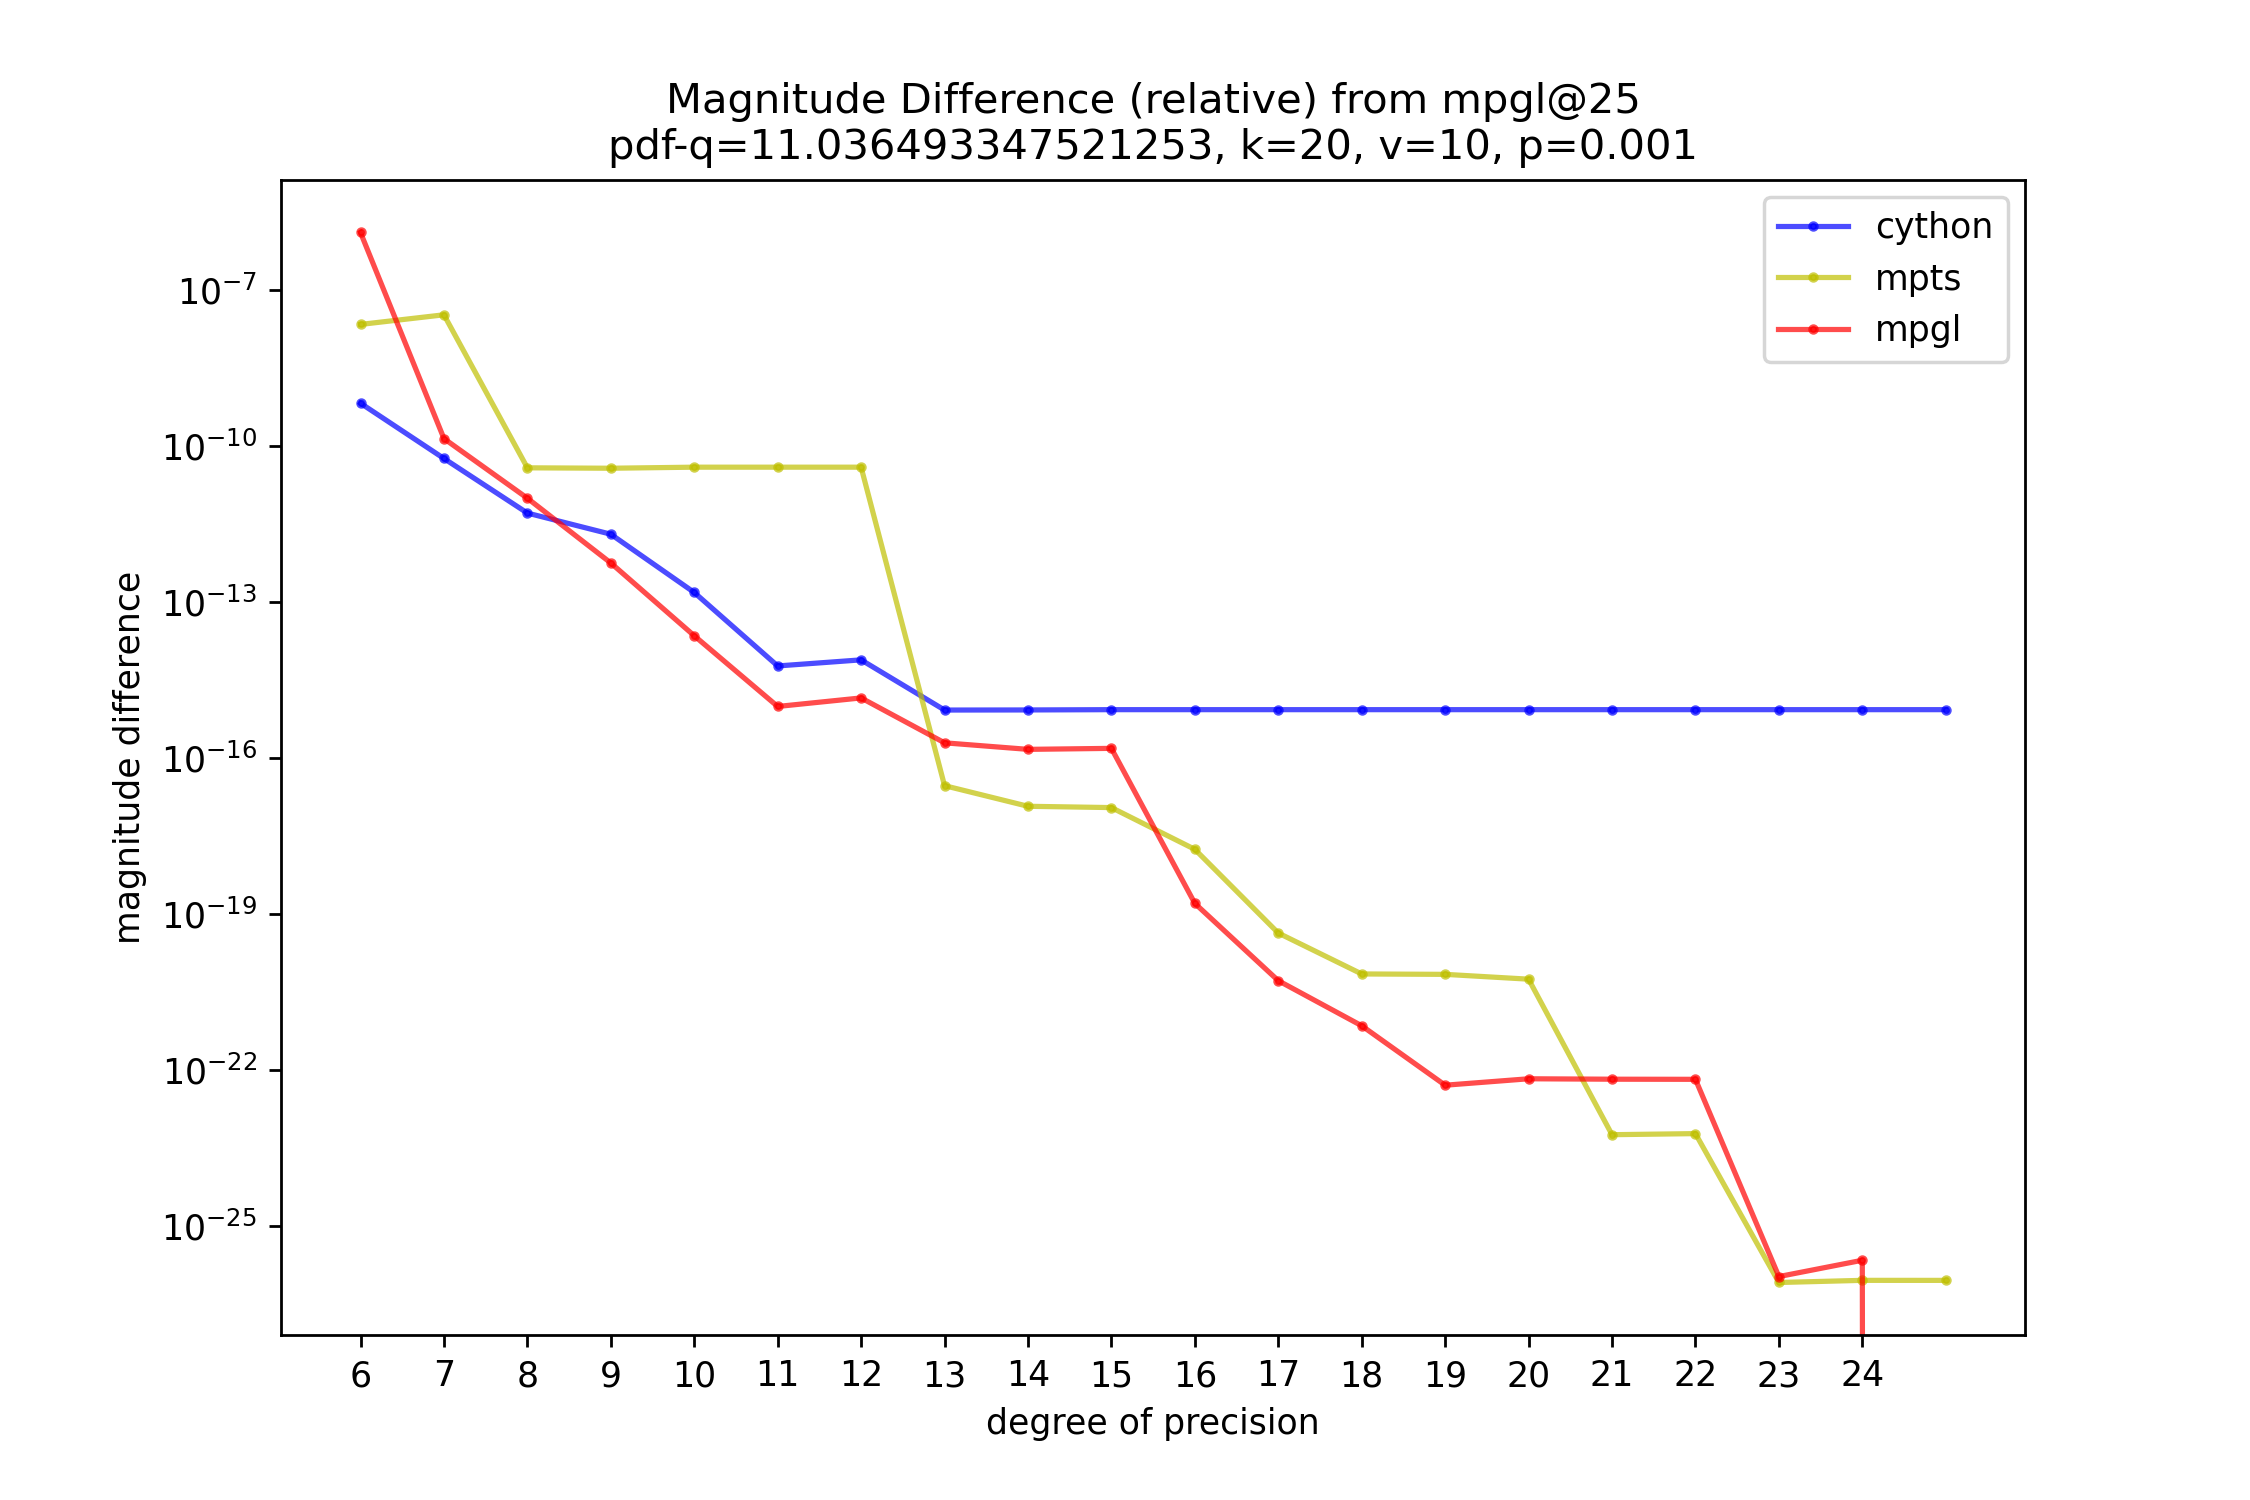 Magnitude Difference (relative) from mpgl@25
pdf-q=11.036493347521253, k=20, v=10, p=0.001
cython
mpts
mpgl
magnitude difference
10⁻⁷
10⁻¹⁰
10⁻¹³
10⁻¹⁶
10⁻¹⁹
10⁻²²
10⁻²⁵
6 7 8 9 10 11 12 13 14 15 16 17 18 19 20 21 22 23 24
degree of precision